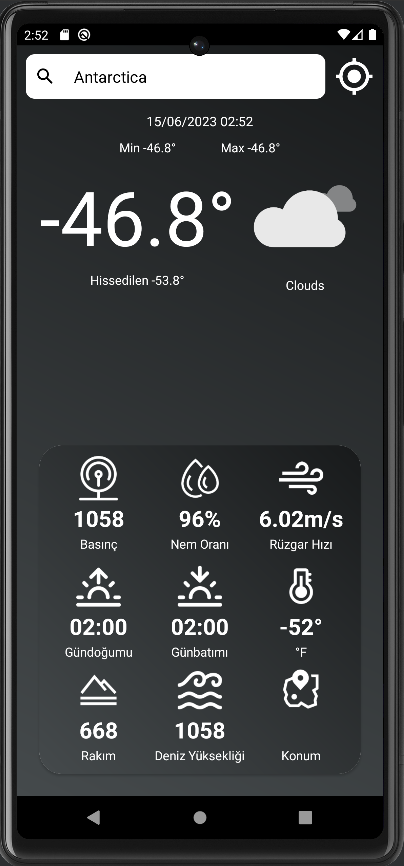 2:52
Antarctica
15/06/2023 02:52
Min -46.8° Max -46.8°
-46.8°
Hissedilen -53.8°
Clouds
1058 96% 6.02m/s
Basınç Nem Oranı Rüzgar Hızı
02:00 02:00 -52°
Gündoğumu Günbatımı °F
668 1058
Rakım Deniz Yüksekliği Konum